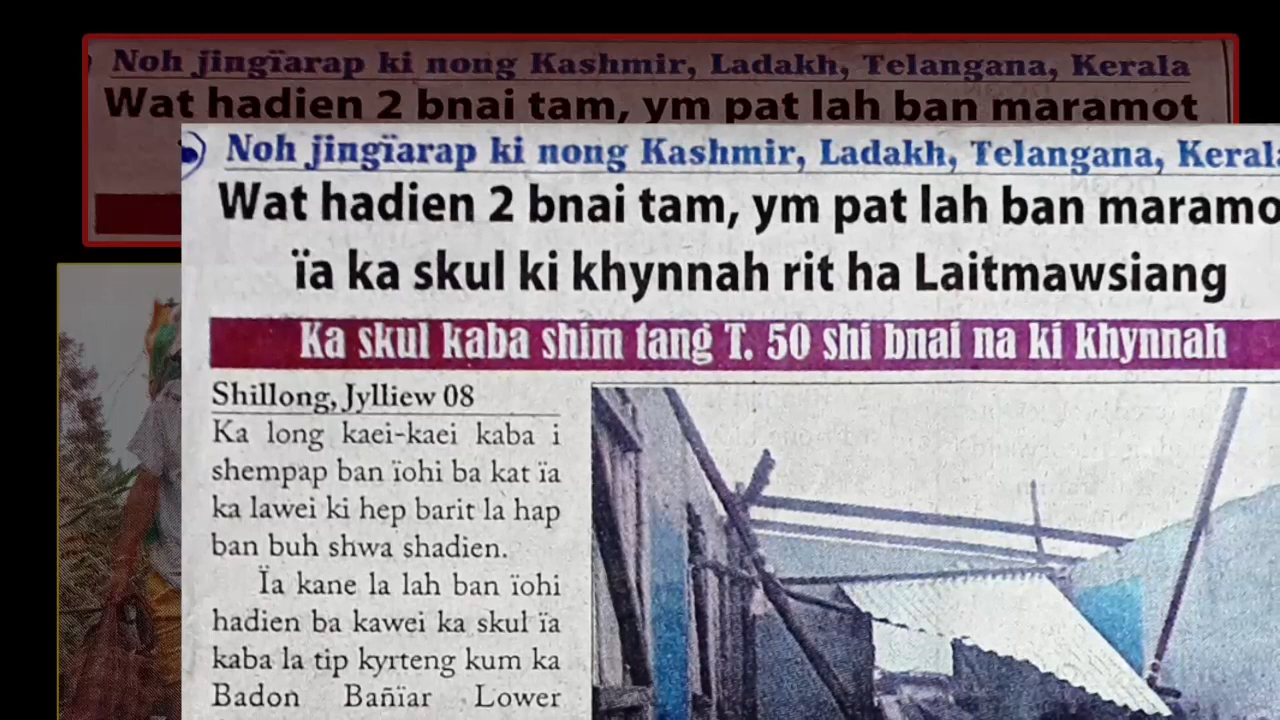 Noh jingïarap ki nong Kashmir, Ladakh, Telangana, Kerala
Wat hadien 2 bnai tam, ym pat lah ban maramot
Noh jingïarap ki nong Kashmir, Ladakh, Telangana, Kerala
Wat hadien 2 bnai tam, ym pat lah ban maramo
ïa ka skul ki khynnah rit ha Laitmawsiang
Ka skul kaba shim tang T. 50 shi bnai na ki khynnah
Shillong, Jylliew 08
Ka long kaei-kaei kaba i
shempap ban ïohi ba kat ïa
ka lawei ki hep barit la hap
ban buh shwa shadien.
Ïa kane la lah ban ïohi
hadien ba kawei ka skul ïa
kaba la tip kyrteng kum ka
Badon Bañïar Lower